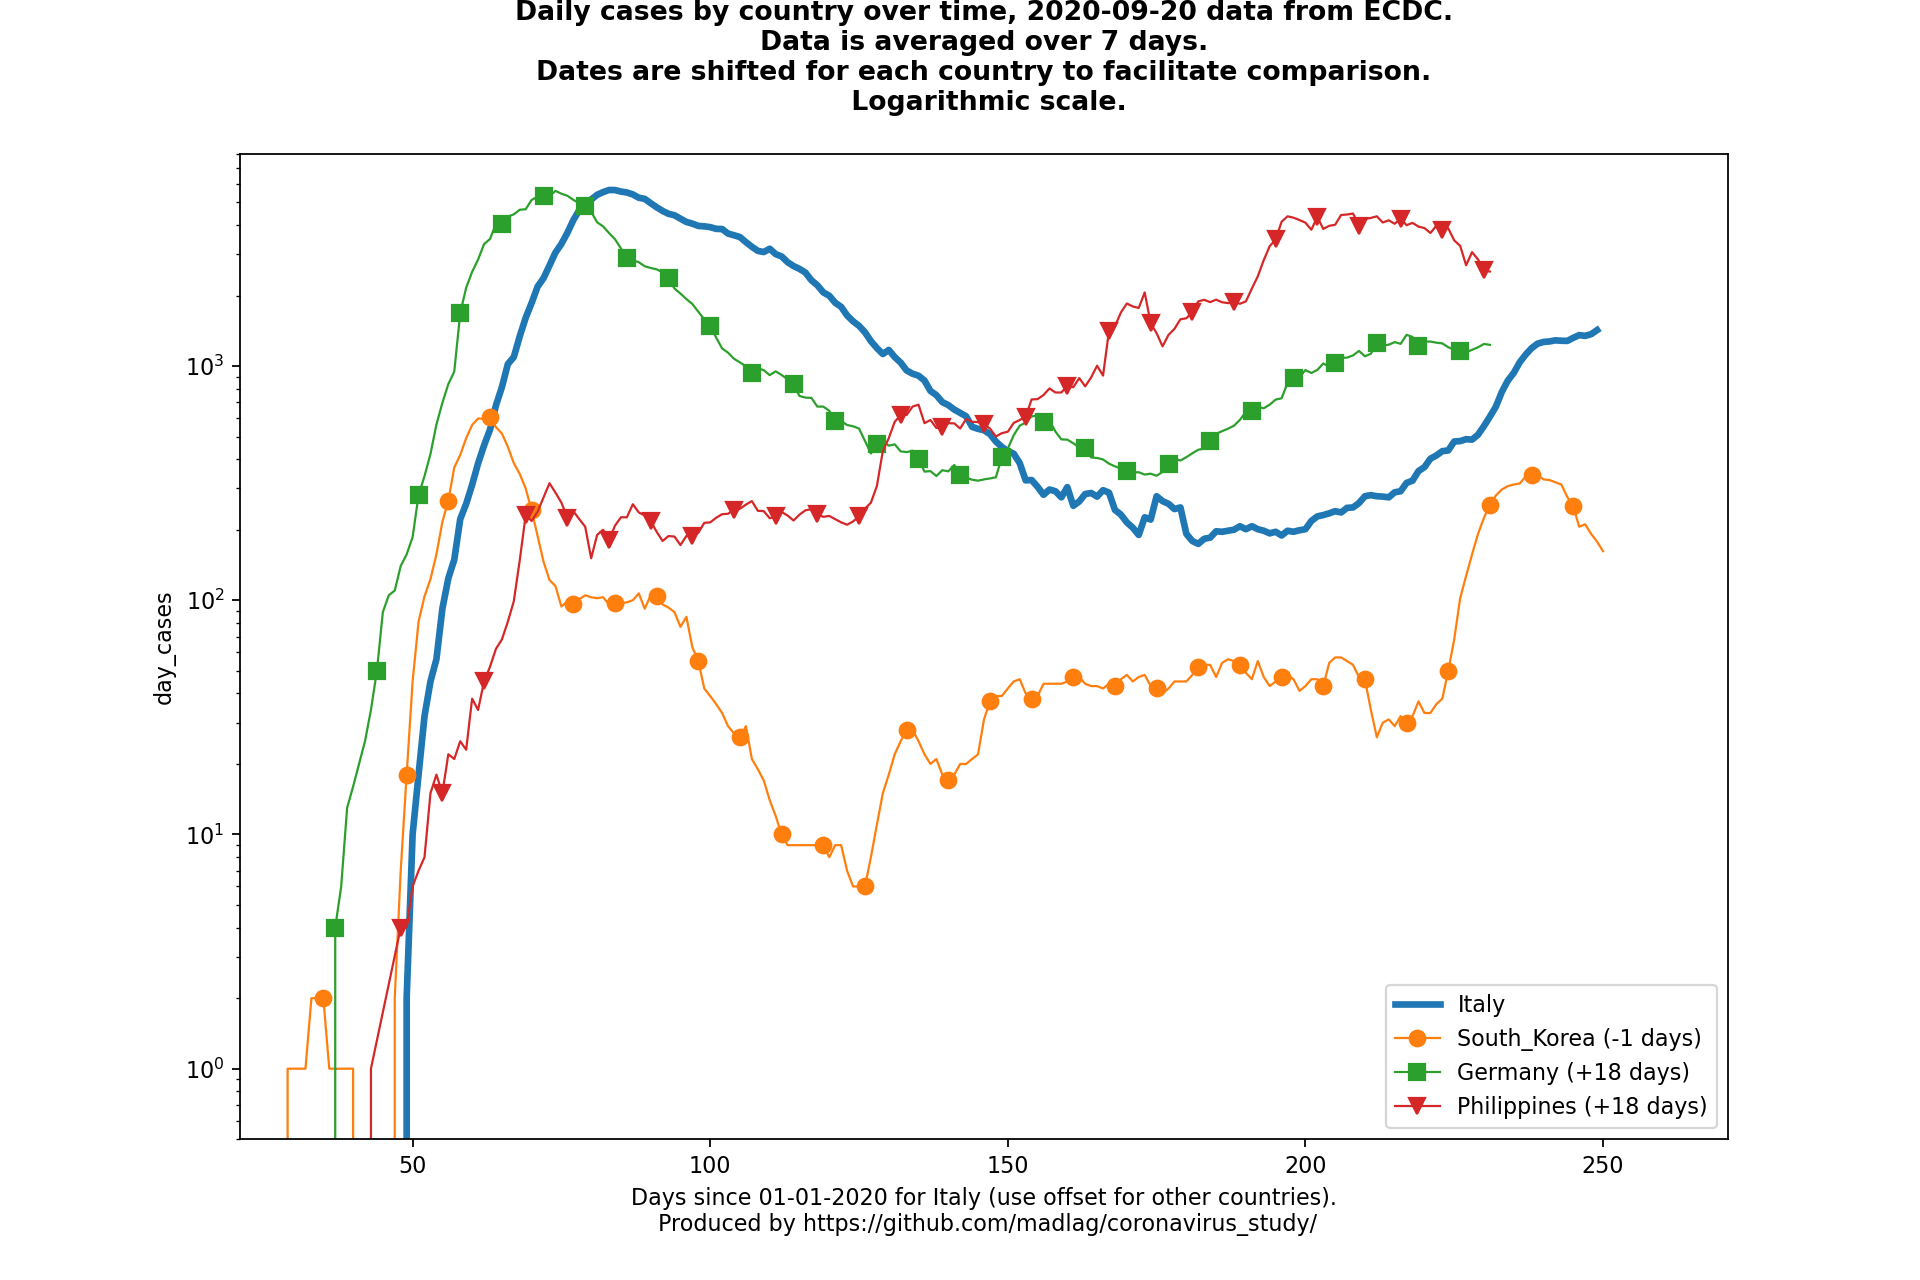 Daily cases by country over time, 2020-09-20 data from ECDC.
Data is averaged over 7 days.
Dates are shifted for each country to facilitate comparison.
Logarithmic scale.
day_cases
10³
10²
10¹
10⁰
50
100
150
200
250
Italy
South_Korea (-1 days)
Germany (+18 days)
Philippines (+18 days)
Days since 01-01-2020 for Italy (use offset for other countries).
Produced by https://github.com/madlag/coronavirus_study/